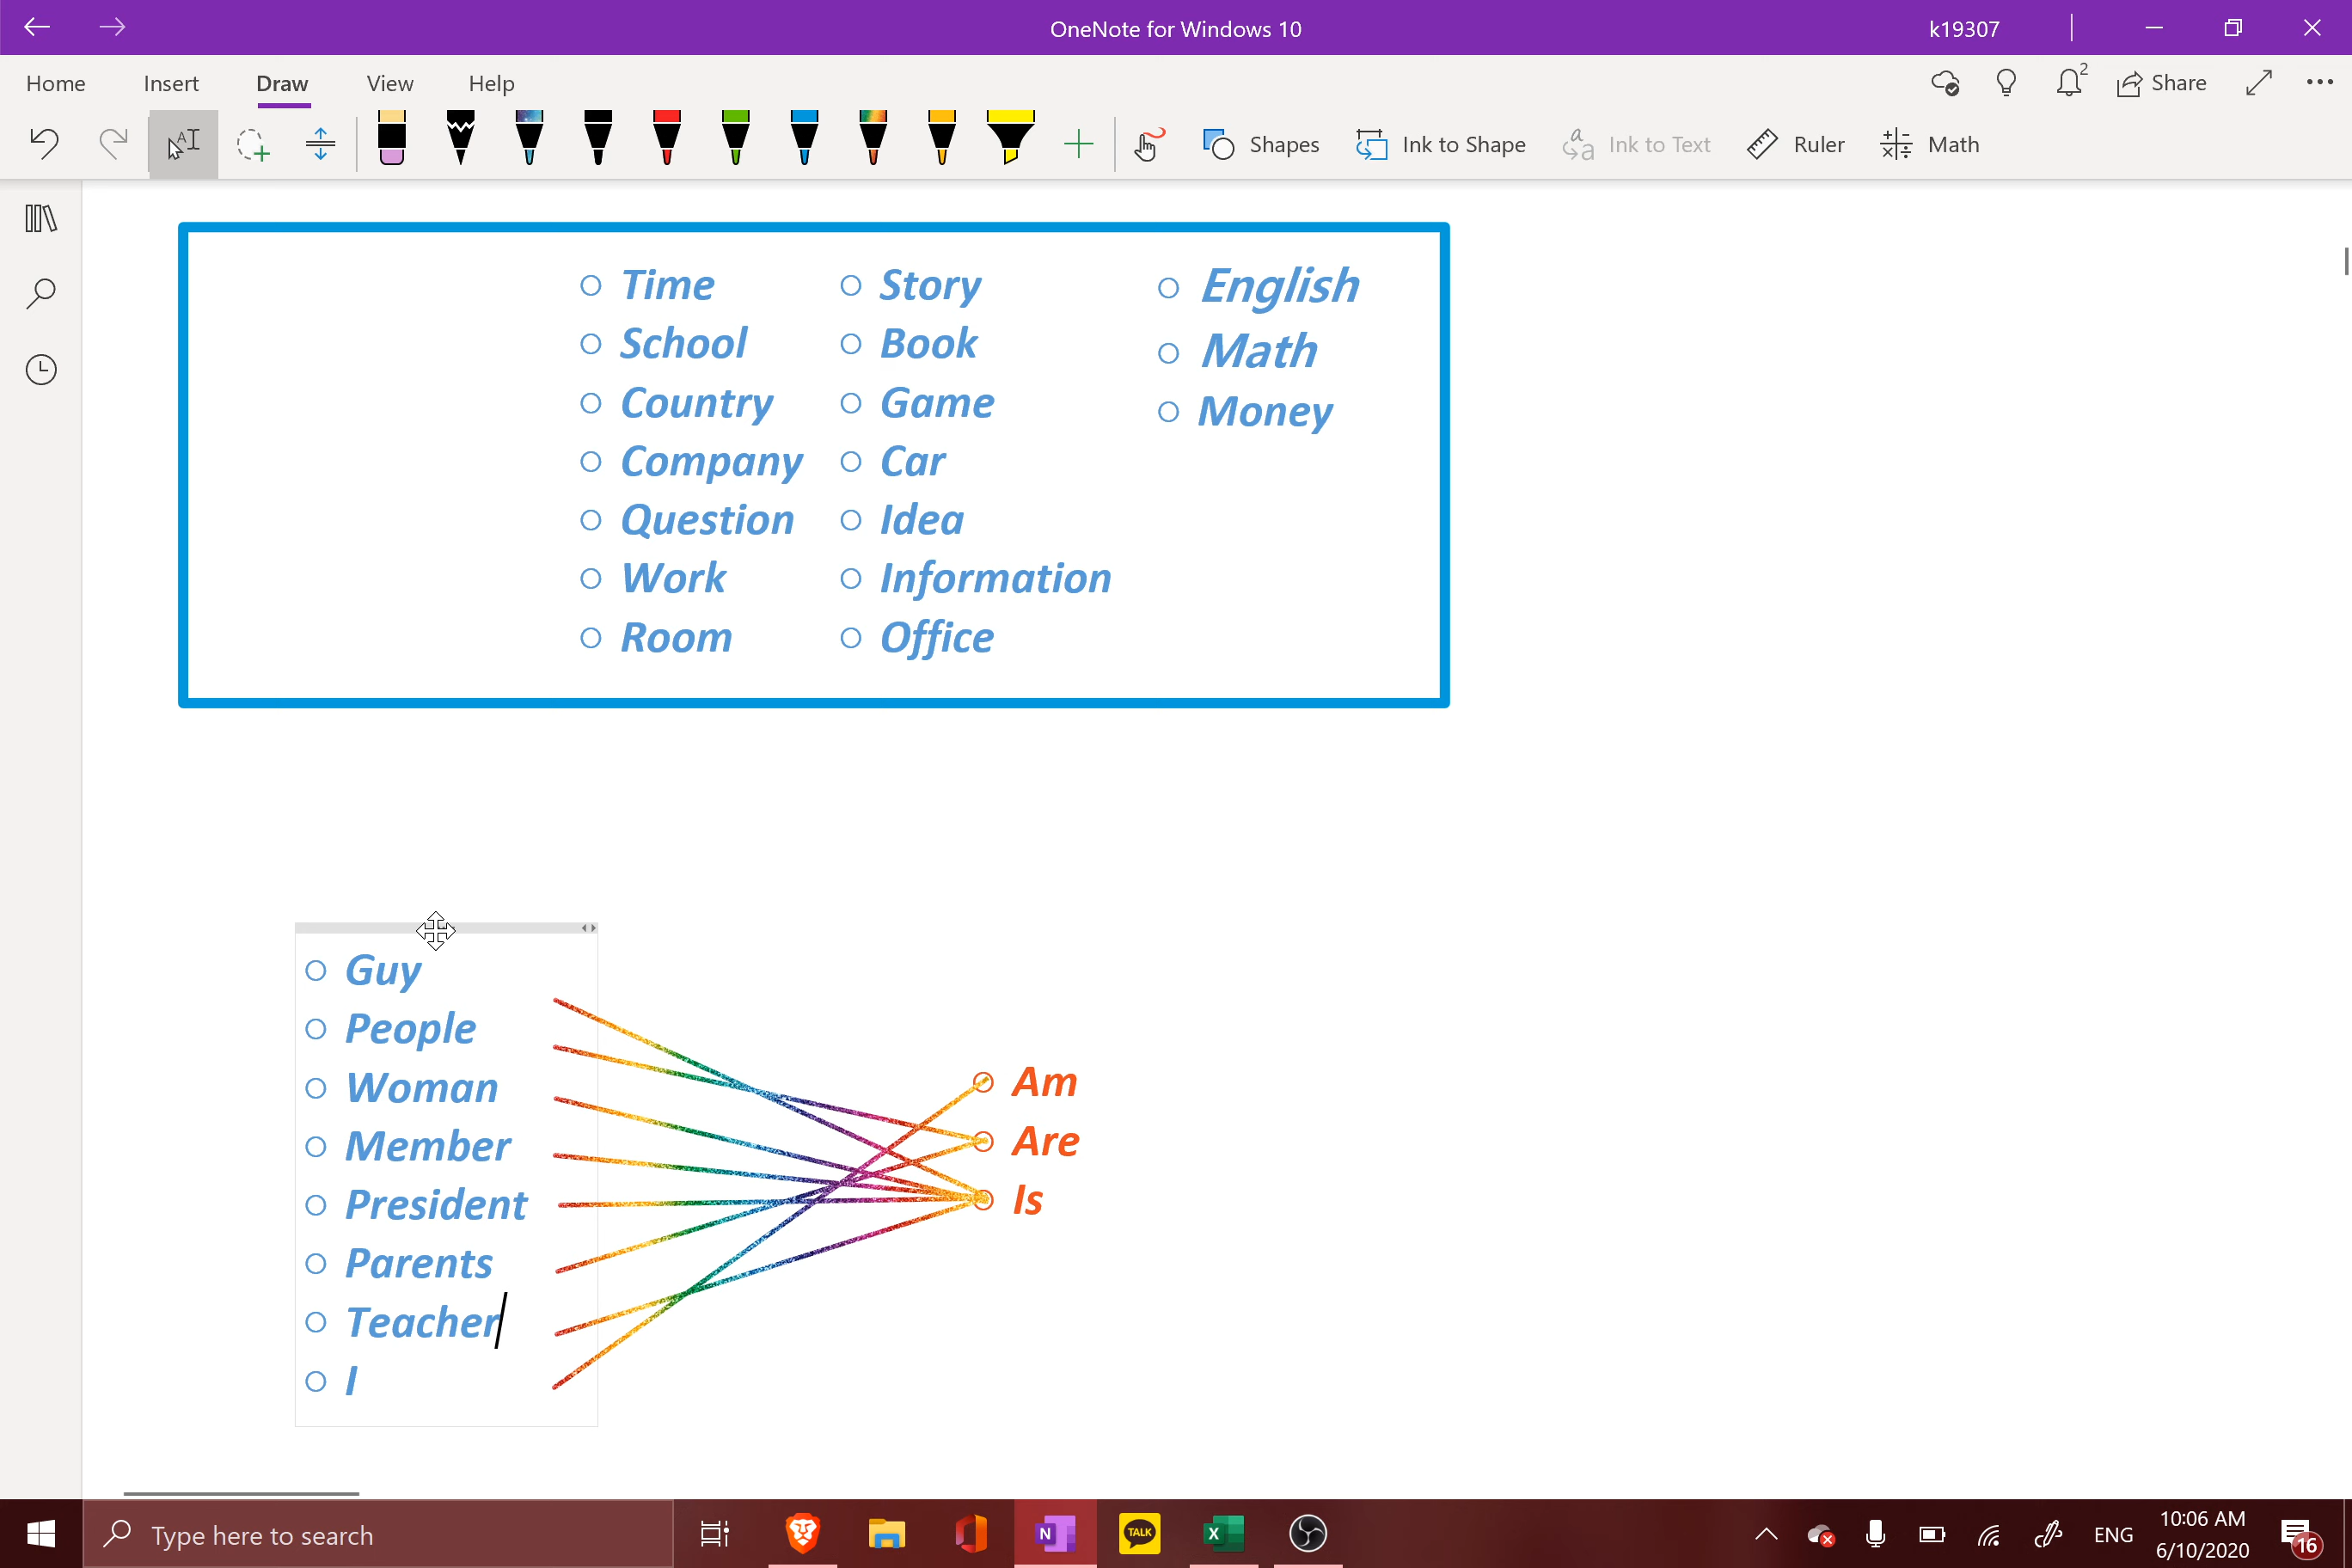 OneNote for Windows 10
k19307
Home Insert Draw View Help
2
Share
Shapes Ink to Shape Ink to Text Ruler Math
Time Story English
School Book Math
Country Game Money
Company Car
Question Idea
Work Information
Room Office
Guy
People
Woman
Member
President
Parents
Teacher
I
Am
Are
Is
Type here to search
N
TALK
X
ENG
10:06 AM
6/10/2020
16